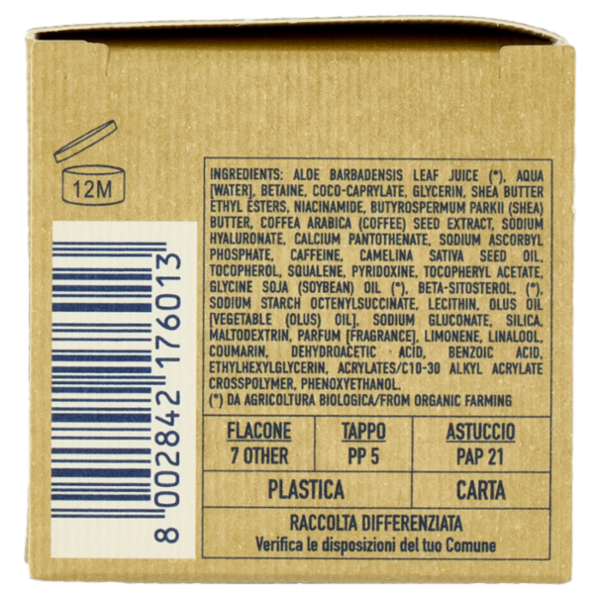 12M
INGREDIENTS: ALOE BARBADENSIS LEAF JUICE (*), AQUA
[WATER], BETAINE, COCO-CAPRYLATE, GLYCERIN, SHEA BUTTER
ETHYL ESTERS, NIACINAMIDE, BUTYROSPERMUM PARKII (SHEA)
BUTTER, COFFEA ARABICA (COFFEE) SEED EXTRACT, SODIUM
HYALURONATE, CALCIUM PANTOTHENATE, SODIUM ASCORBYL
PHOSPHATE, CAFFEINE, CAMELINA SATIVA SEED OIL,
TOCOPHEROL, SQUALENE, PYRIDOXINE, TOCOPHERYL ACETATE,
GLYCINE SOJA (SOYBEAN) OIL (*), BETA-SITOSTEROL, (*),
SODIUM STARCH OCTENYLSUCCINATE, LECITHIN, OLUS OIL
[VEGETABLE (OLUS) OIL], SODIUM GLUCONATE, SILICA,
MALTODEXTRIN, PARFUM [FRAGRANCE], LIMONENE, LINALOOL,
COUMARIN, DEHYDROACETIC ACID, BENZOIC ACID,
ETHYLHEXYLGLYCERIN, ACRYLATES/C10-30 ALKYL ACRYLATE
CROSSPOLYMER, PHENOXYETHANOL.
(*) DA AGRICOLTURA BIOLOGICA/FROM ORGANIC FARMING
FLACONE TAPPO ASTUCCIO
7 OTHER PP 5 PAP 21
PLASTICA CARTA
RACCOLTA DIFFERENZIATA
Verifica le disposizioni del tuo Comune
8 002842 176013